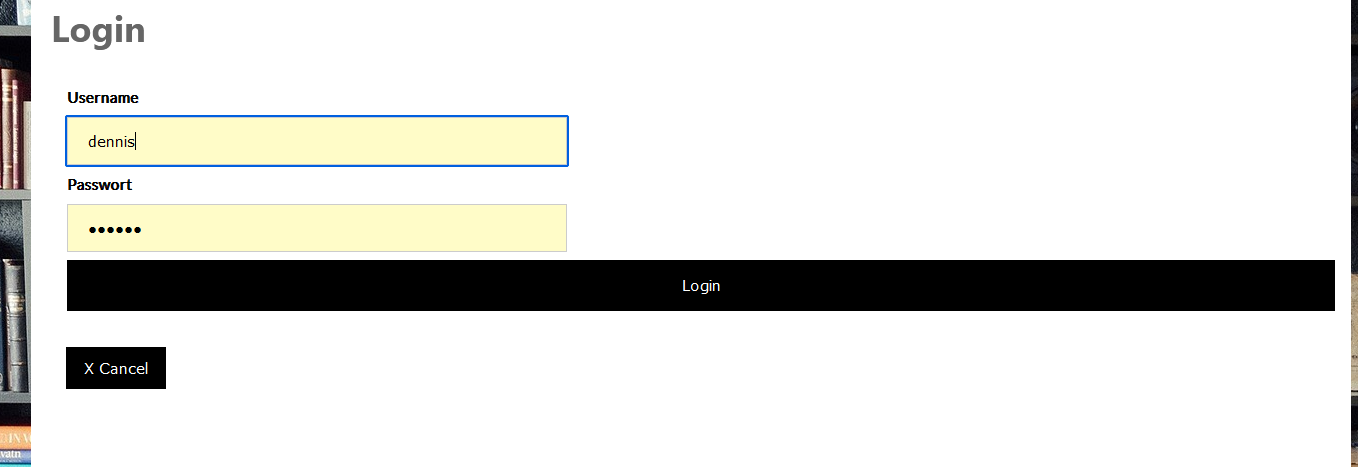 Login
Username
dennis
Passwort
••••••
Login
X Cancel